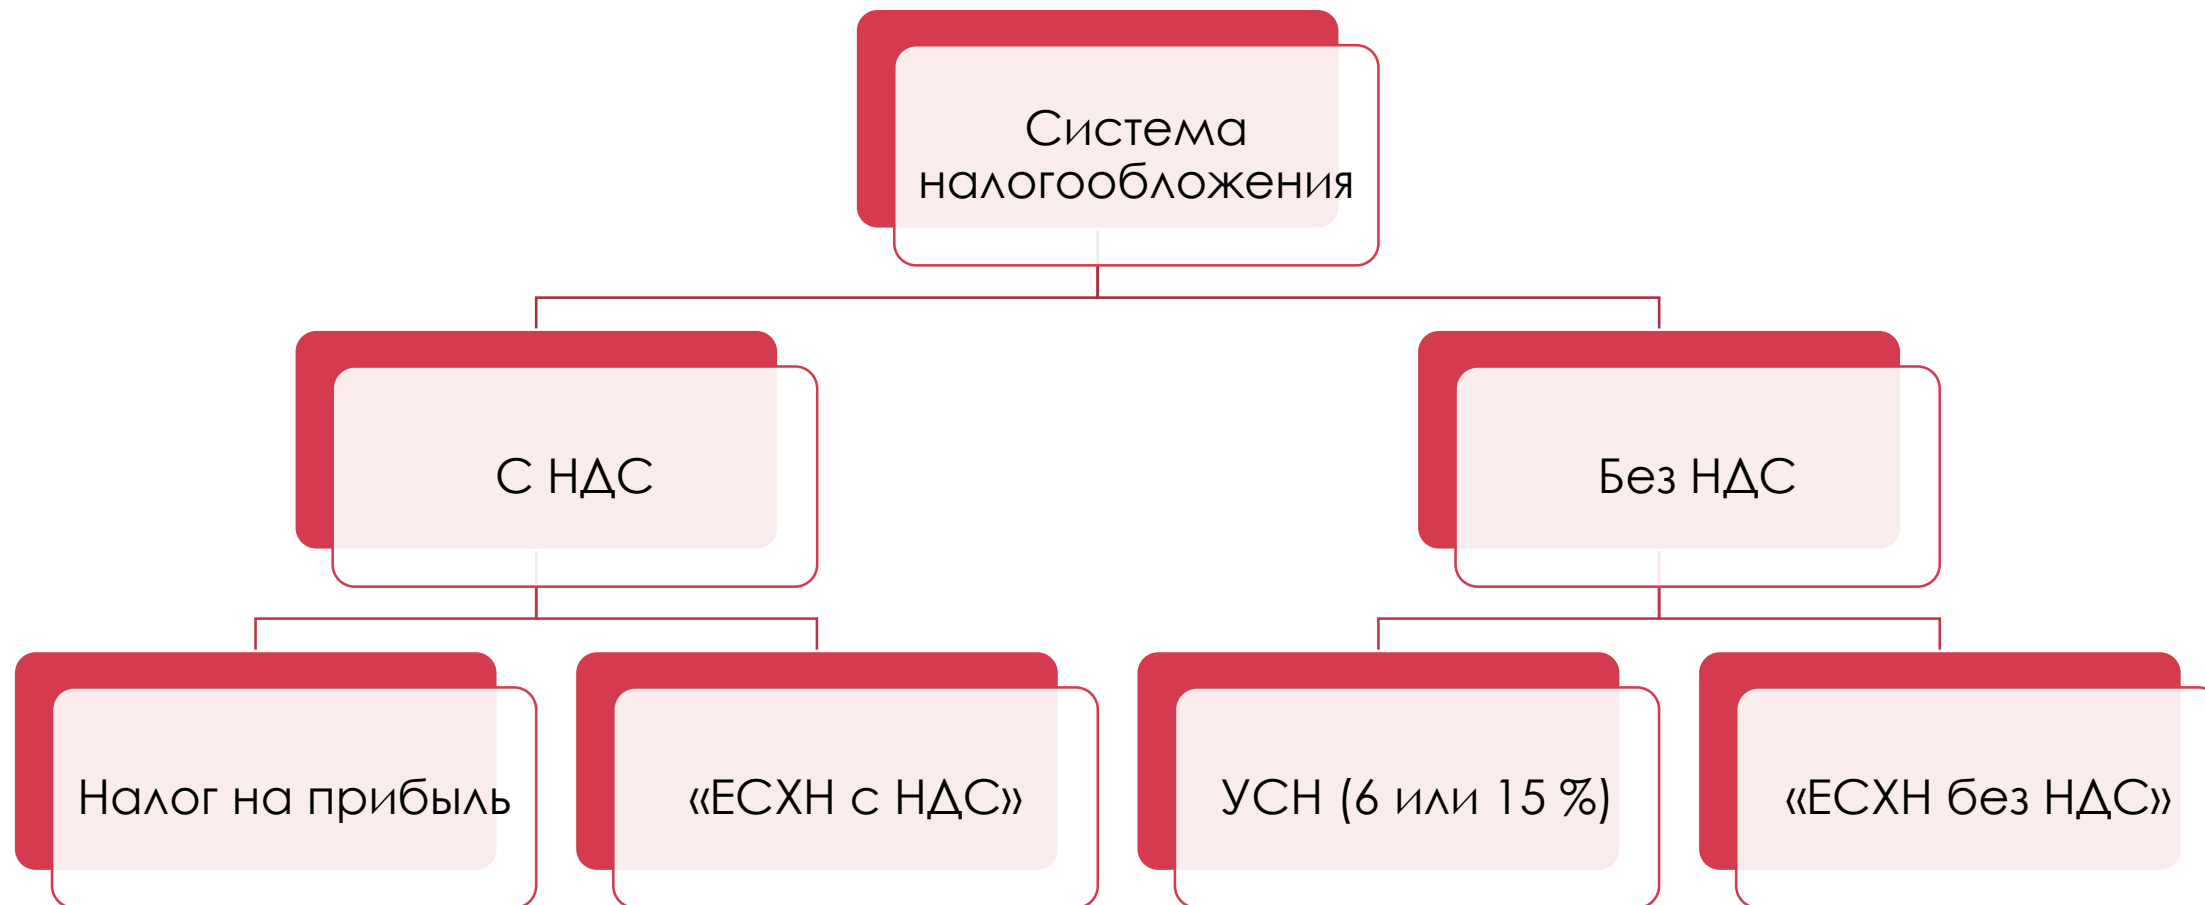 Система
налогообложения
С НДС
Без НДС
Налог на прибыль
«ЕСХН с НДС»
УСН (6 или 15 %)
«ЕСХН без НДС»